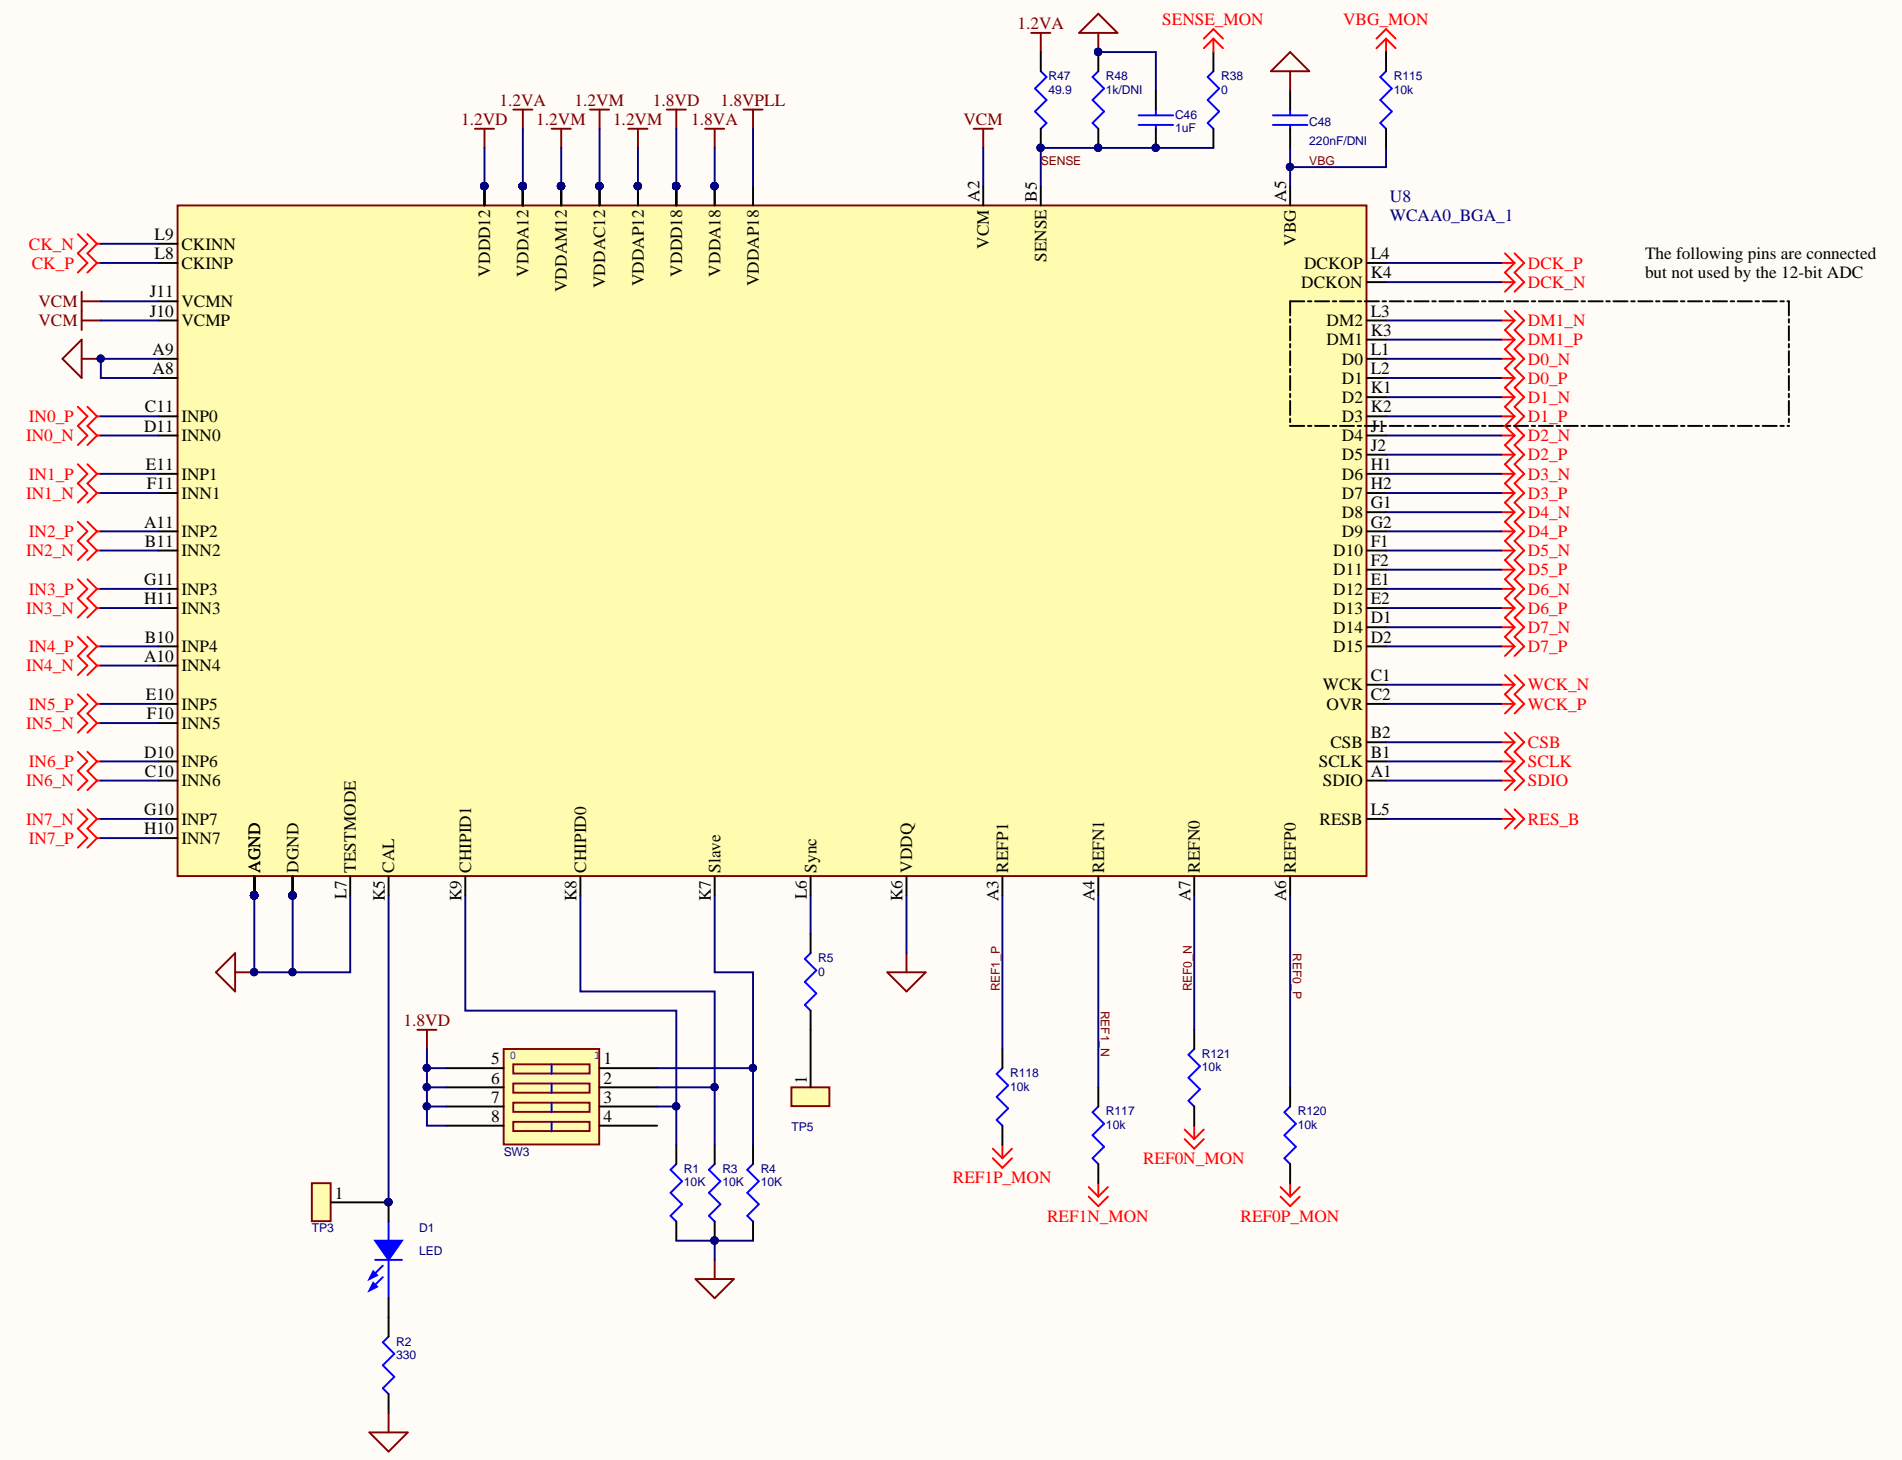 1.2VA
SENSE_MON
VBG_MON
R47
49.9
R48
1k/DNI
R38
0
R115
10k
C46
1uF
C48
220nF/DNI
SENSE
VBG
1.2VD
1.2VA
1.2VM
1.2VM
1.2VM
1.8VD
1.8VA
1.8VPLL
VCM
A2
B5
A5
U8
WCAA0_BGA_1
VDDD12
VDDA12
VDDAM12
VDDAC12
VDDAP12
VDDD18
VDDA18
VDDAP18
VCM
SENSE
VBG
The following pins are connected
but not used by the 12-bit ADC
CK_N L9 CKINN
CK_P L8 CKINP
VCM J11 VCMN
VCM J10 VCMP
A9
A8
IN0_P C11 INP0
IN0_N D11 INN0
IN1_P E11 INP1
IN1_N F11 INN1
IN2_P A11 INP2
IN2_N B11 INN2
IN3_P G11 INP3
IN3_N H11 INN3
IN4_P B10 INP4
IN4_N A10 INN4
IN5_P E10 INP5
IN5_N F10 INN5
IN6_P D10 INP6
IN6_N C10 INN6
IN7_N G10 INP7
IN7_P H10 INN7
DCKOP L4 DCK_P
DCKON K4 DCK_N
DM2 L3 DM1_N
DM1 K3 DM1_P
D0 L1 D0_N
D1 L2 D0_P
D2 K1 D1_N
D3 K2 D1_P
D4 J1 D2_N
D5 J2 D2_P
D6 H1 D3_N
D7 H2 D3_P
D8 G1 D4_N
D9 G2 D4_P
D10 F1 D5_N
D11 F2 D5_P
D12 E1 D6_N
D13 E2 D6_P
D14 D1 D7_N
D15 D2 D7_P
WCK C1 WCK_N
OVR C2 WCK_P
CSB B2 CSB
SCLK B1 SCLK
SDIO A1 SDIO
RESB L5 RES_B
AGND
DGND
TESTMODE
CAL
CHIPID1
CHIPID0
Slave
Sync
VDDQ
REFP1
REFN1
REFN0
REFP0
L7
K5
K9
K8
K7
L6
K6
A3
A4
A7
A6
REF1_P
REF1_N
REF0_N
REF0_P
R5
0
1
TP5
1.8VD
0 1
5 1
6 2
7 3
8 4
SW3
R1
10K
R3
10K
R4
10K
R118
10k
R117
10k
R121
10k
R120
10k
REF1P_MON
REF1N_MON
REF0N_MON
REF0P_MON
1
TP3
D1
LED
R2
330